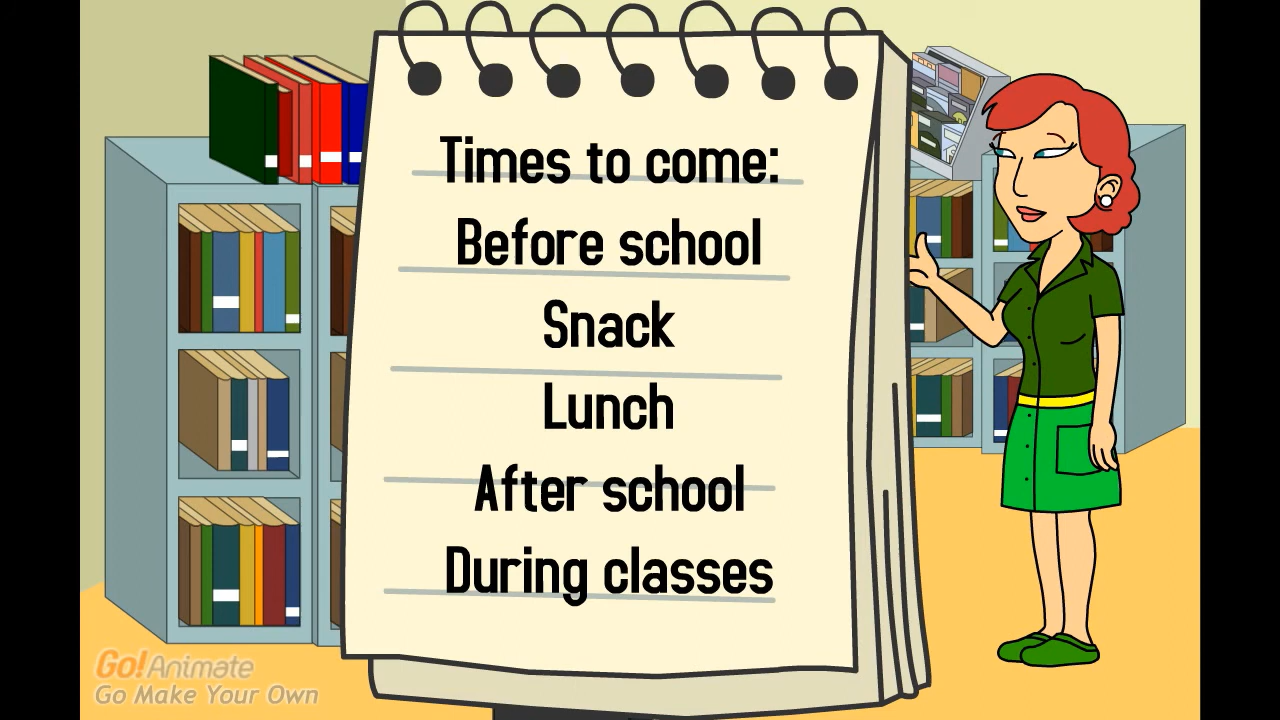 Times to come:
Before school
Snack
Lunch
After school
During classes
Go!Animate
Go Make Your Own